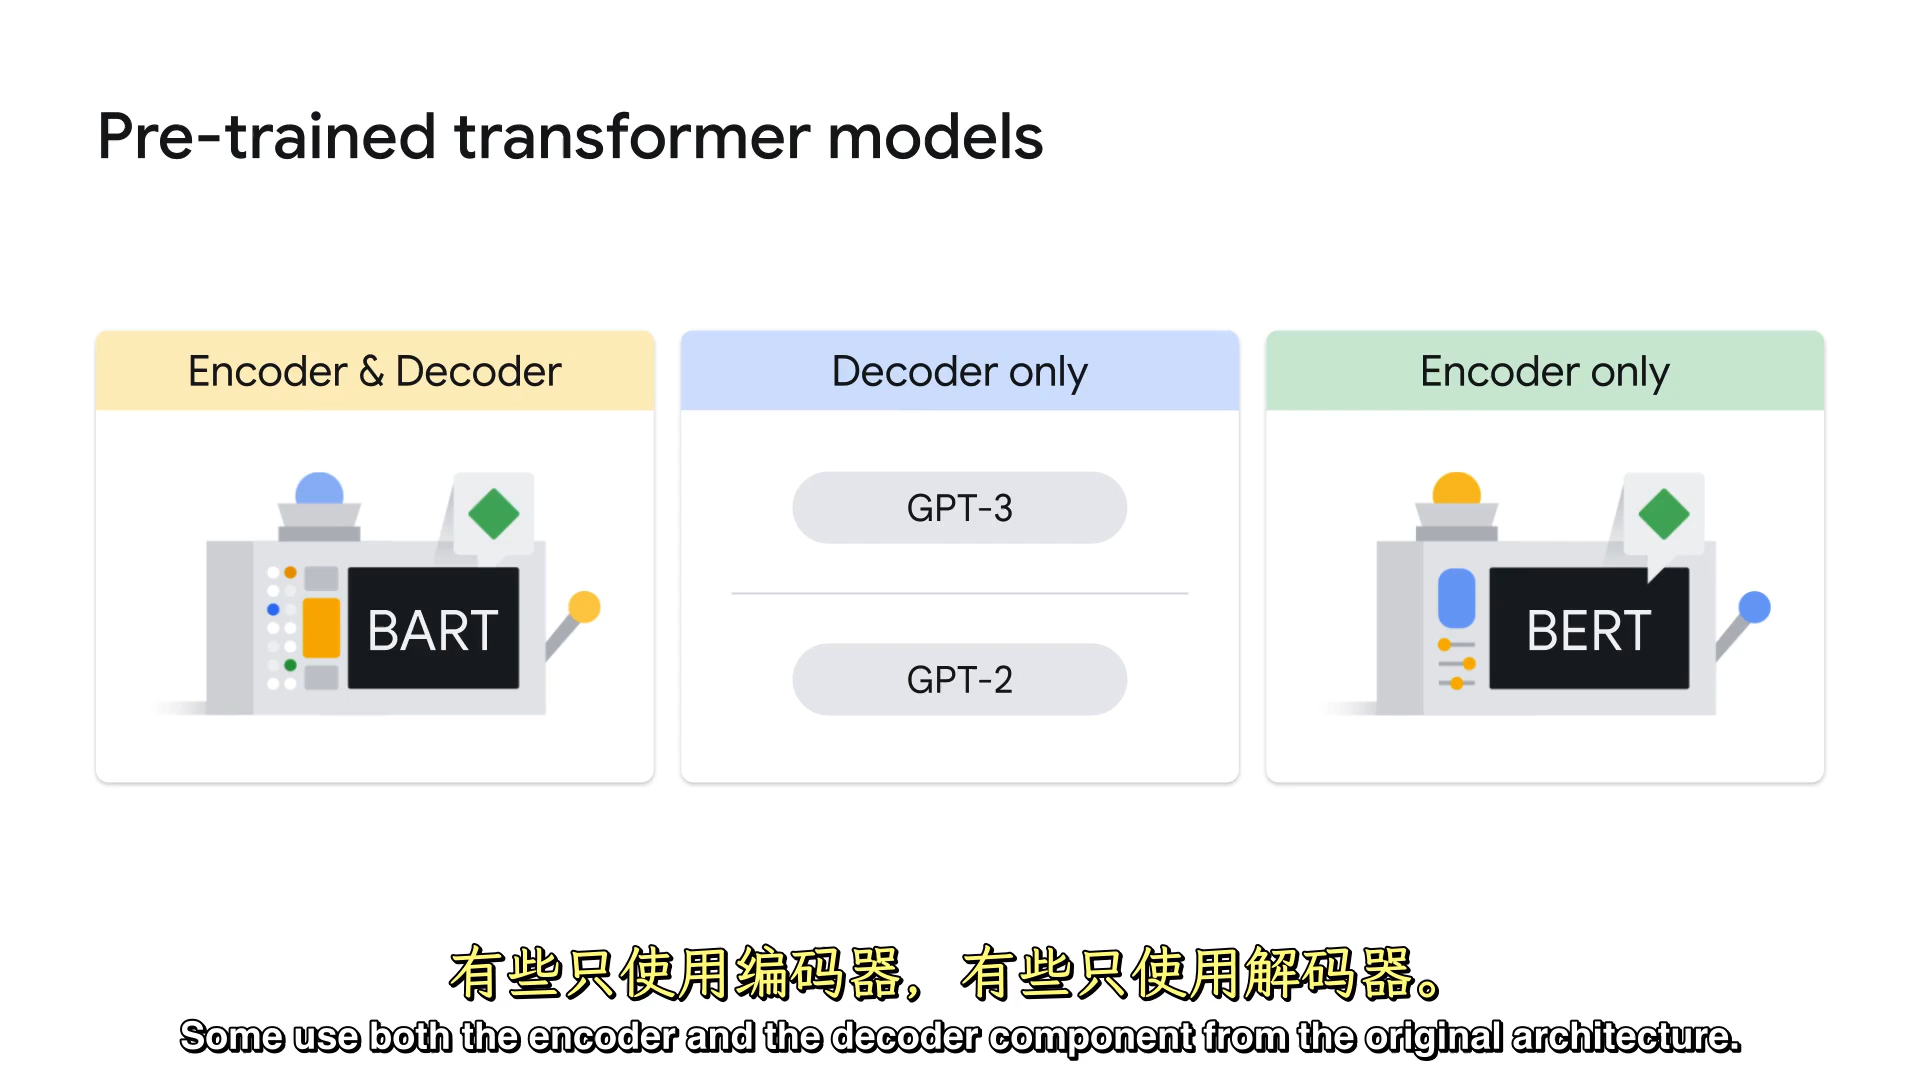 Pre-trained transformer models
Encoder & Decoder
BART
Decoder only
GPT-3
GPT-2
Encoder only
BERT
有些只使用编码器，有些只使用解码器。
Some use both the encoder and the decoder component from the original architecture.